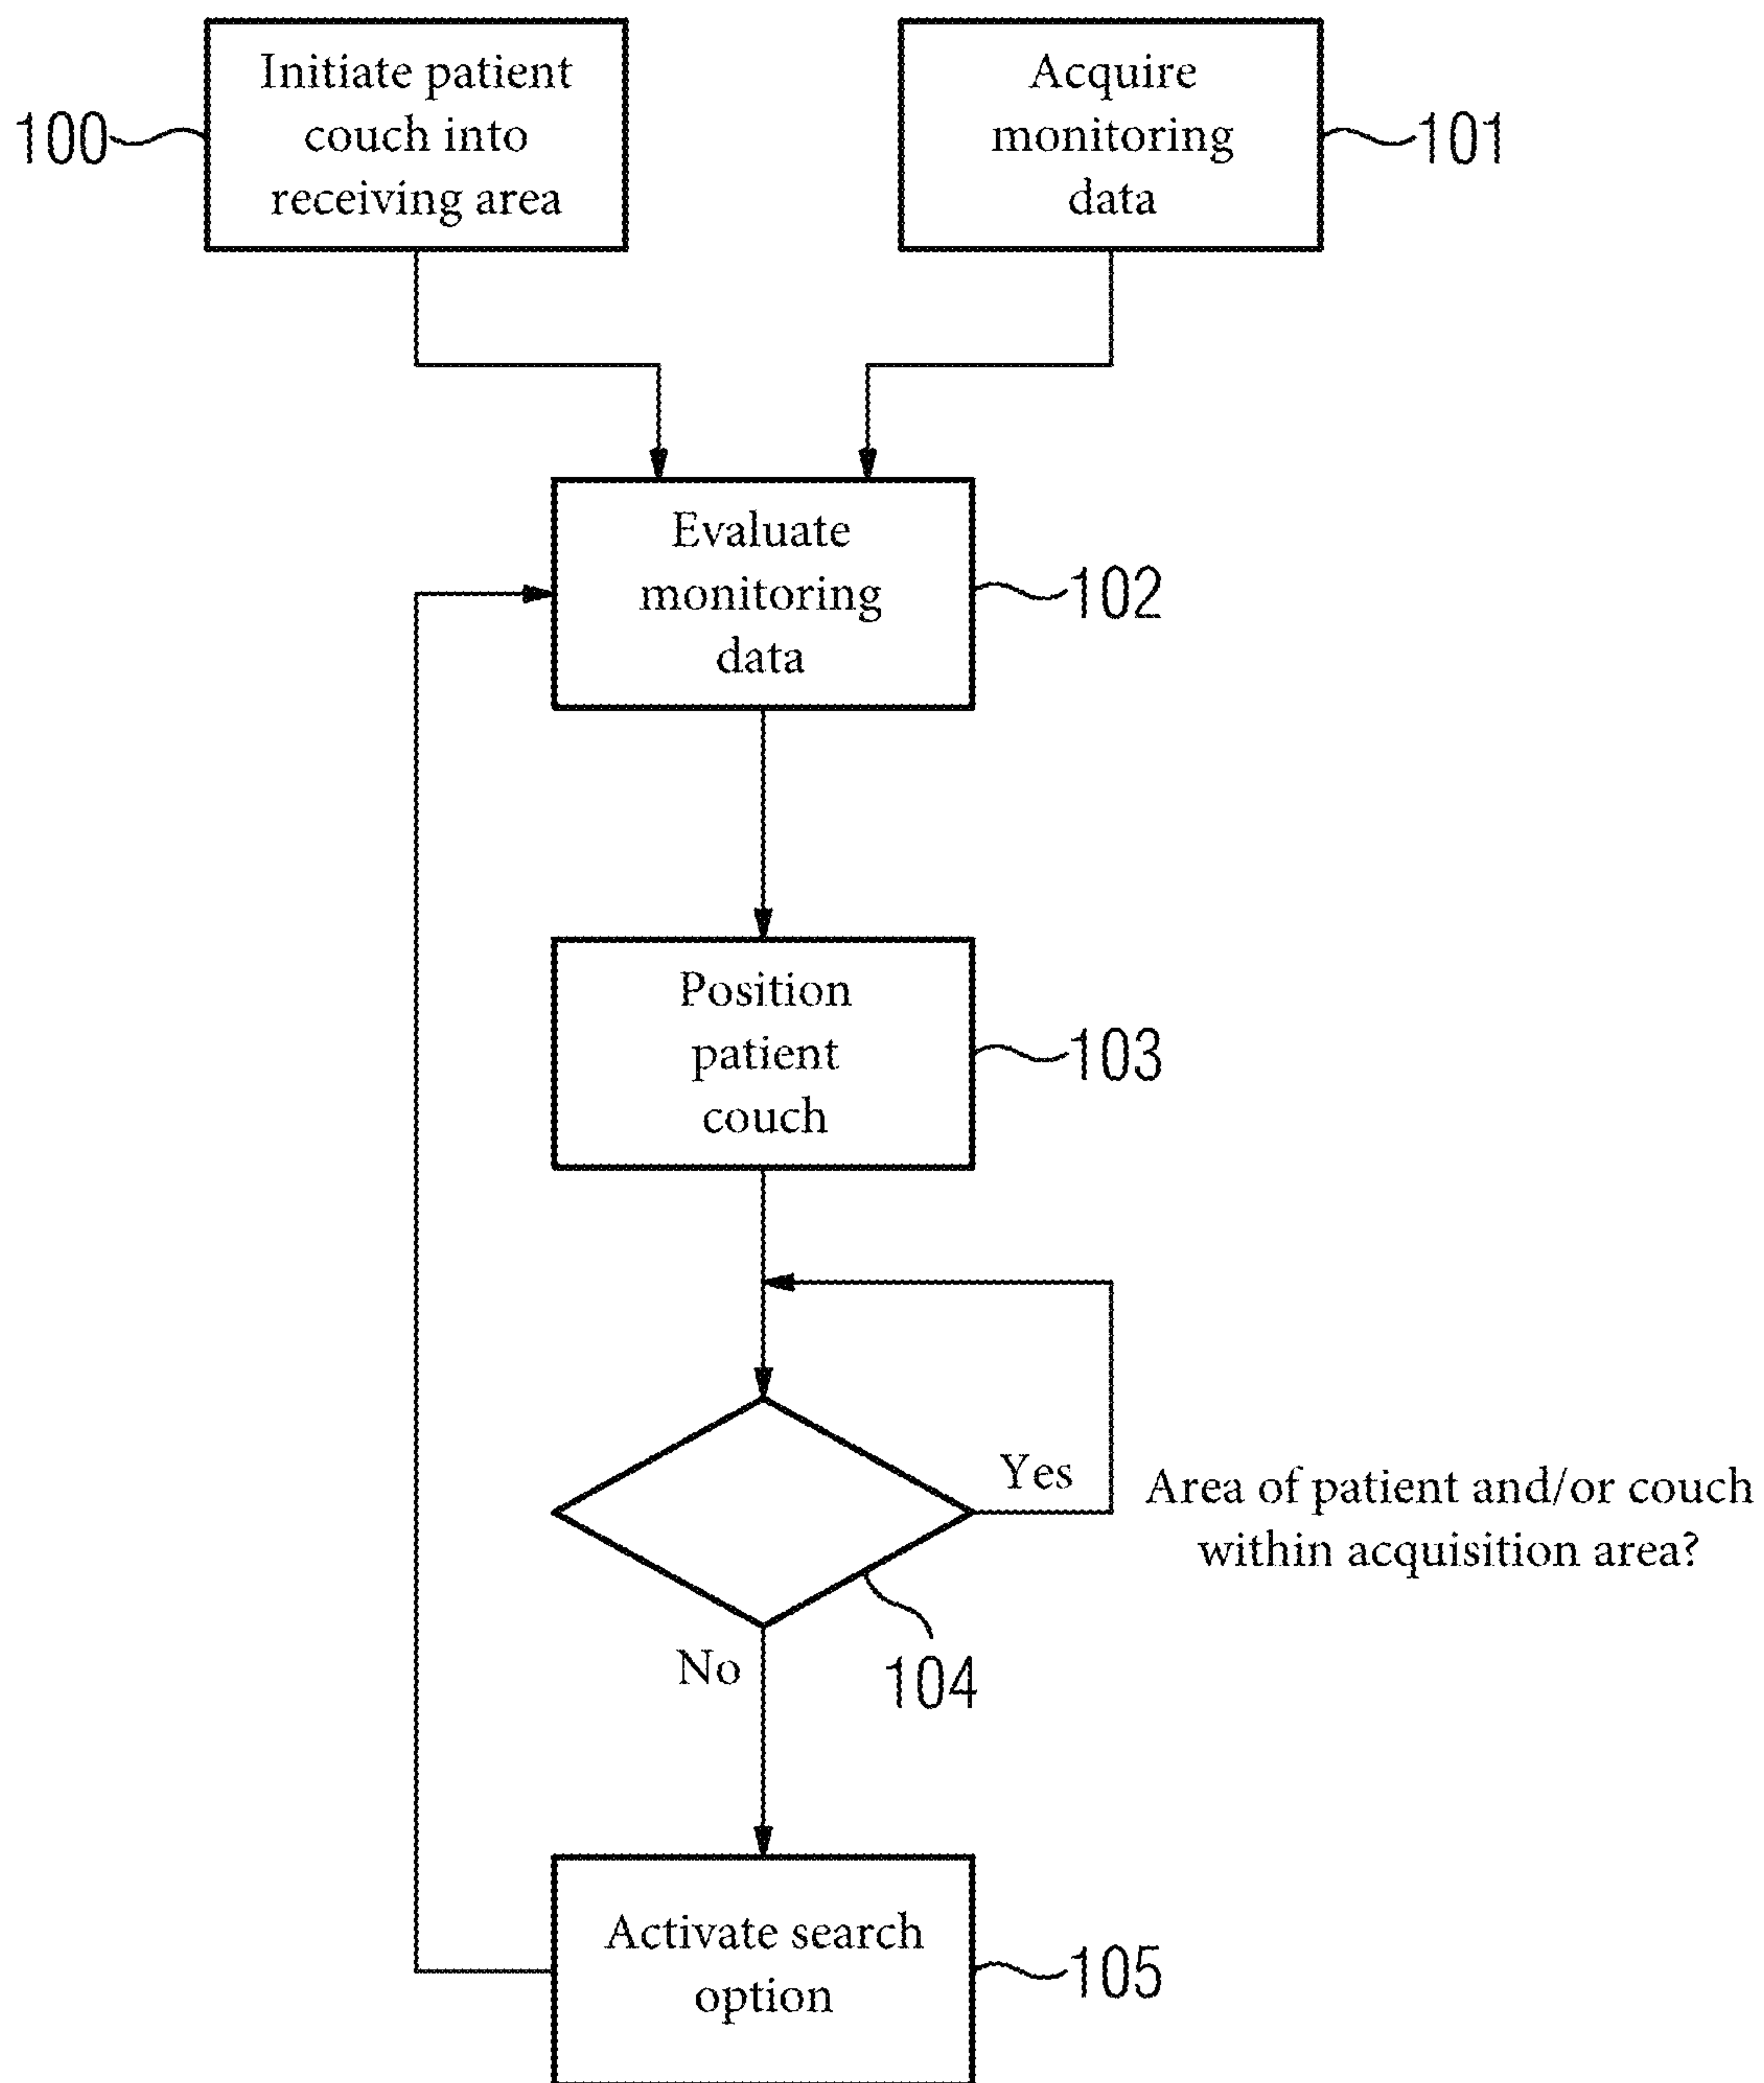 Initiate patient
couch into
receiving area
100
Acquire
monitoring
data
101
Evaluate
monitoring
data
102
Position
patient
couch
103
Yes
Area of patient and/or couch
within acquisition area?
No
104
Activate search
option
105